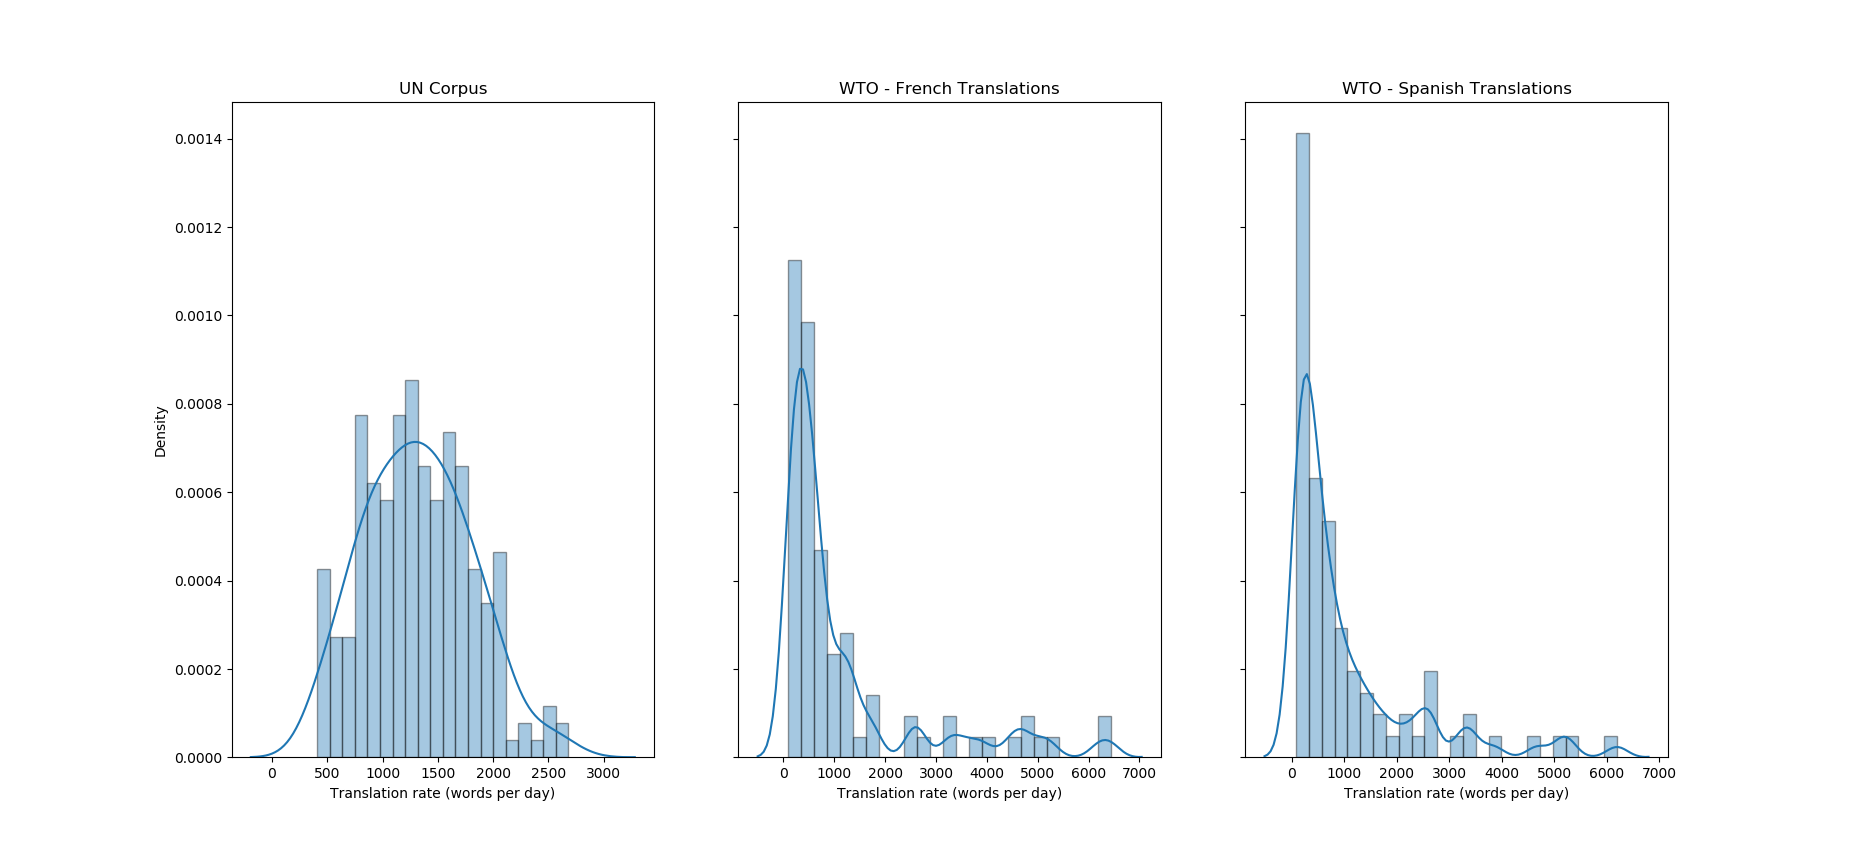 UN Corpus
WTO - French Translations
WTO - Spanish Translations
Density
0.0014
0.0012
0.0010
0.0008
0.0006
0.0004
0.0002
0.0000
0 500 1000 1500 2000 2500 3000
0 1000 2000 3000 4000 5000 6000 7000
0 1000 2000 3000 4000 5000 6000 7000
Translation rate (words per day)
Translation rate (words per day)
Translation rate (words per day)